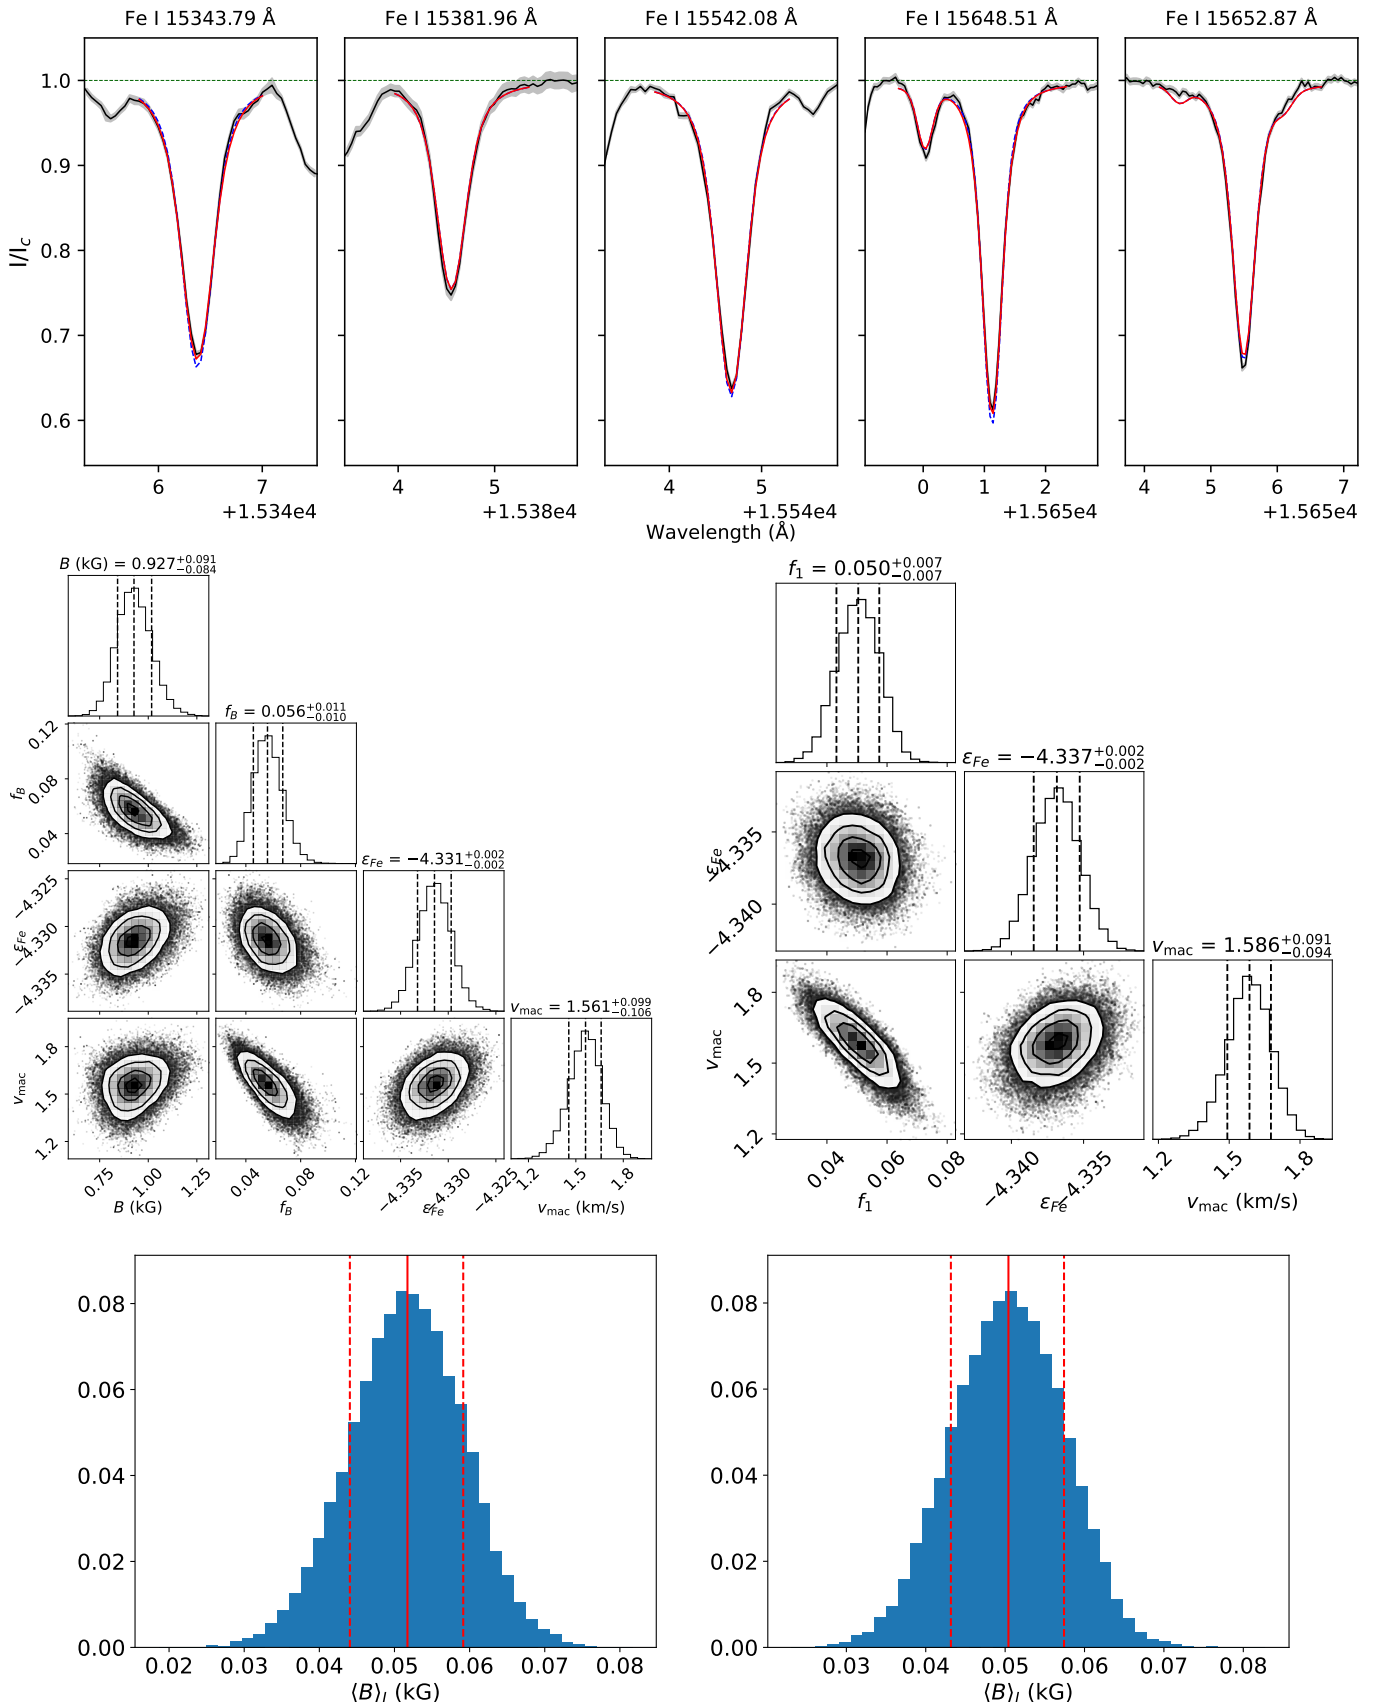 Fe I 15343.79 Å
Fe I 15381.96 Å
Fe I 15542.08 Å
Fe I 15648.51 Å
Fe I 15652.87 Å
I/I_c
1.0
0.9
0.8
0.7
0.6
6 7
+1.534e4
4 5
+1.538e4
4 5
+1.554e4
0 1 2
+1.565e4
4 5 6 7
+1.565e4
Wavelength (Å)
B (kG) = 0.927 +0.091 −0.084
f_B = 0.056 +0.011 −0.010
ε_Fe = −4.331 +0.002 −0.002
v_mac = 1.561 +0.099 −0.106
f_B
0.12
0.08
0.04
ε_Fe
−4.325
−4.330
−4.335
v_mac
1.8
1.5
1.2
0.75 1.00 1.25
B (kG)
0.04 0.08 0.12
f_B
−4.335 −4.330 −4.325
ε_Fe
1.2 1.5 1.8
v_mac (km/s)
f_1 = 0.050 +0.007 −0.007
ε_Fe = −4.337 +0.002 −0.002
v_mac = 1.586 +0.091 −0.094
ε_Fe
−4.335
−4.340
v_mac
1.8
1.5
1.2
0.04 0.06 0.08
f_1
−4.340 −4.335
ε_Fe
1.2 1.5 1.8
v_mac (km/s)
0.08
0.06
0.04
0.02
0.00
0.02 0.03 0.04 0.05 0.06 0.07 0.08
⟨B⟩_I (kG)
0.08
0.06
0.04
0.02
0.00
0.03 0.04 0.05 0.06 0.07 0.08
⟨B⟩_I (kG)